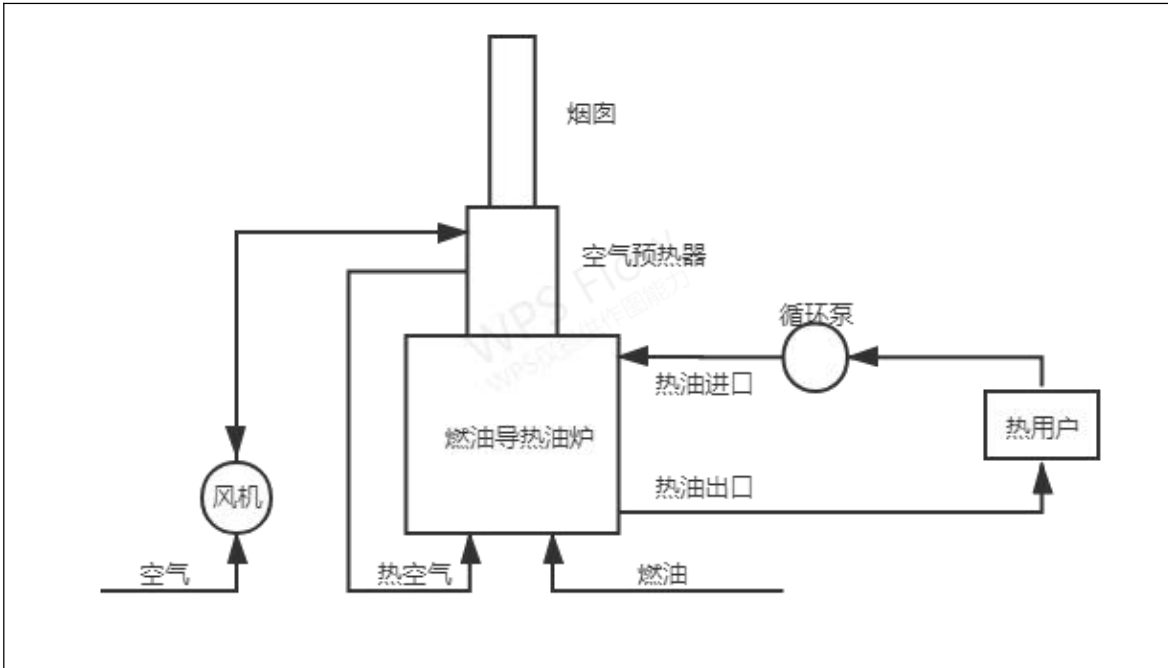 烟囱
空气预热器
WPS Flow
循环泵
热油进口
燃油导热油炉
热用户
热油出口
风机
空气
热空气
燃油